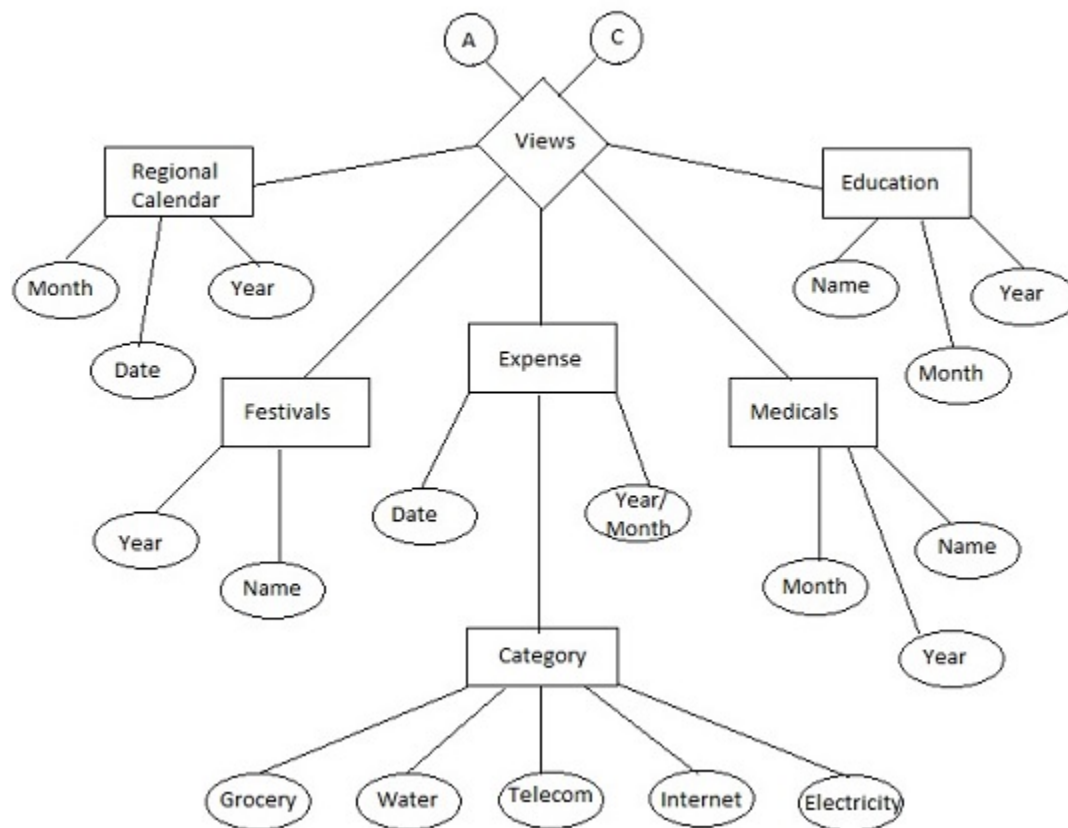 A
C
Views
Regional
Calendar
Education
Month
Year
Date
Name
Year
Month
Expense
Festivals
Medicals
Date
Year/
Month
Year
Name
Month
Name
Year
Category
Grocery
Water
Telecom
Internet
Electricity